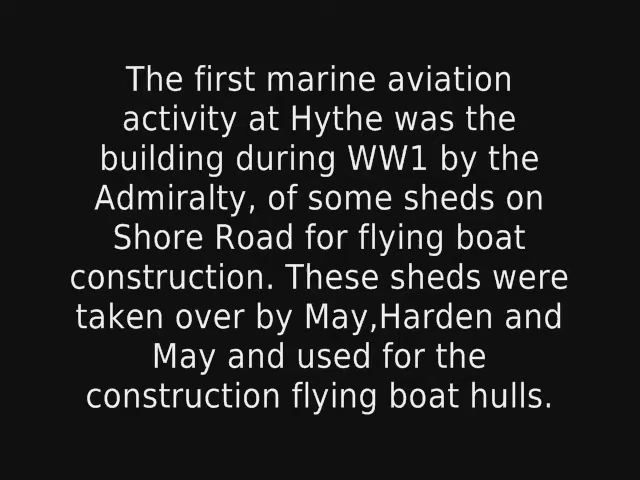 The first marine aviation
activity at Hythe was the
building during WW1 by the
Admiralty, of some sheds on
Shore Road for flying boat
construction. These sheds were
taken over by May,Harden and
May and used for the
construction flying boat hulls.